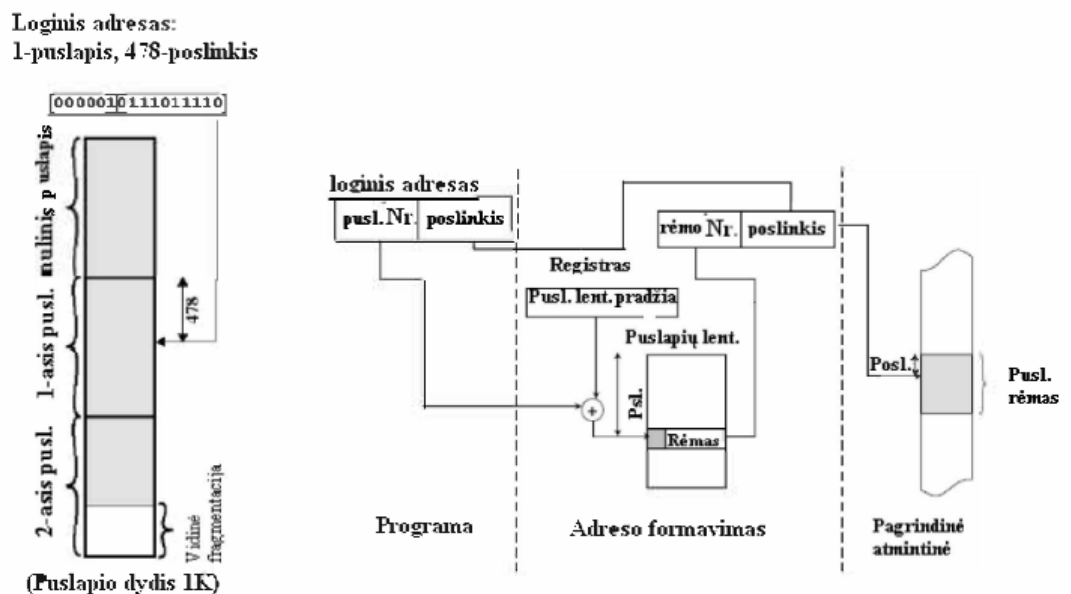 Loginis adresas:
1-puslapis, 478-poslinkis
0000010111011110
nulinis puslapis
478
1-asis pusl.
2-asis pusl.
Vidinė
fragmentacija
(Puslapio dydis 1K)
loginis adresas
pusl. Nr. poslinkis
rėmo Nr. poslinkis
Registras
Pusl. lent. pradžia
Puslapių lent.
Psl.
+
Rėmas
Posl.
Pusl.
rėmas
Programa
Adreso formavimas
Pagrindinė
atmintinė